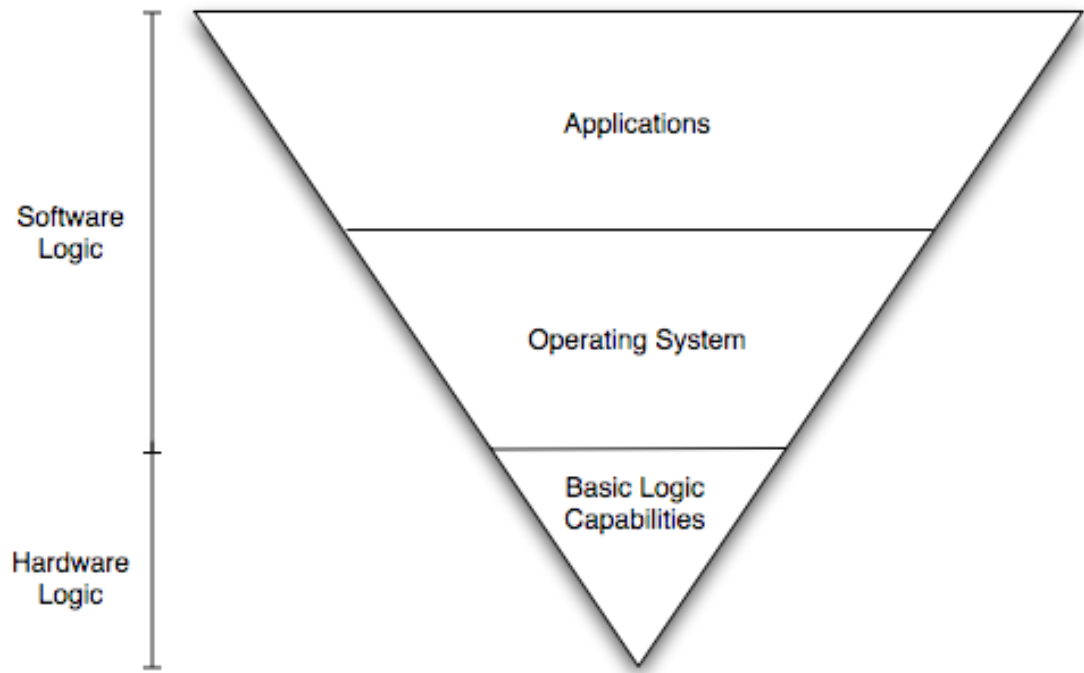 Applications
Software
Logic
Operating System
Basic Logic
Capabilities
Hardware
Logic